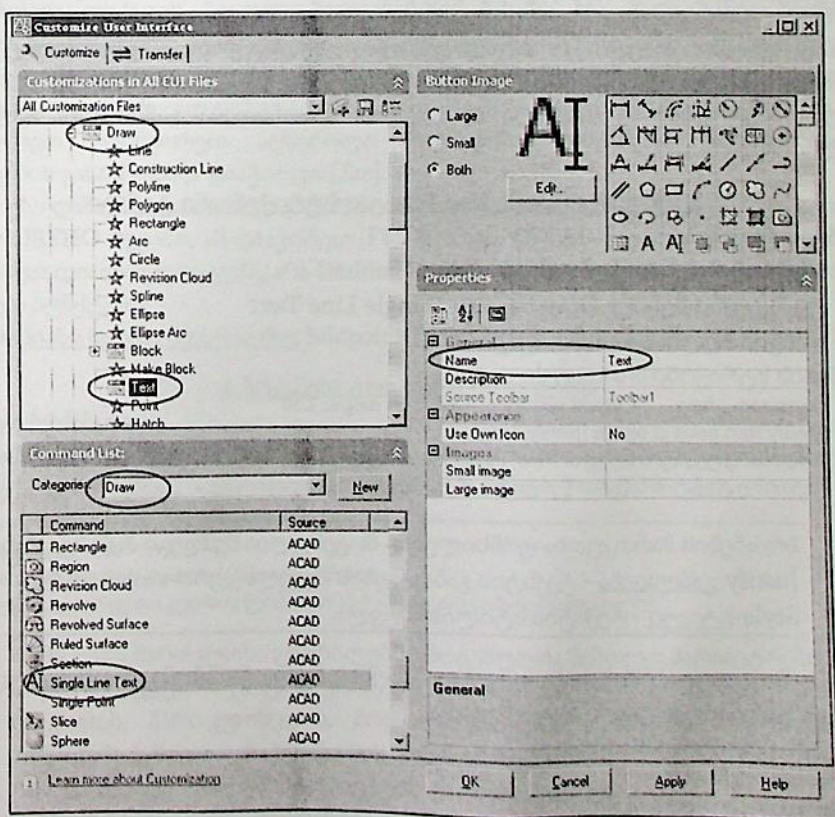 Customize User Interface
Customize
Transfer
Customizations in All CUI Files
All Customization Files
Draw
Line
Construction Line
Polyline
Polygon
Rectangle
Arc
Circle
Revision Cloud
Spline
Ellipse
Ellipse Arc
Block
Make Block
Text
Point
Hatch
Command List:
Categories: Draw
New
Command Source
Rectangle ACAD
Region ACAD
Revision Cloud ACAD
Revolve ACAD
Revolved Surface ACAD
Ruled Surface ACAD
Section ACAD
Single Line Text ACAD
Single Point ACAD
Slice ACAD
Sphere ACAD
Learn more about Customization
Button Image
Large
Small
Both
AI
Edit...
A AI
Properties
General
Name Text
Description
Source Toolbar Toolbar1
Appearance
Use Own Icon No
Images
Small image
Large image
General
OK
Cancel
Apply
Help